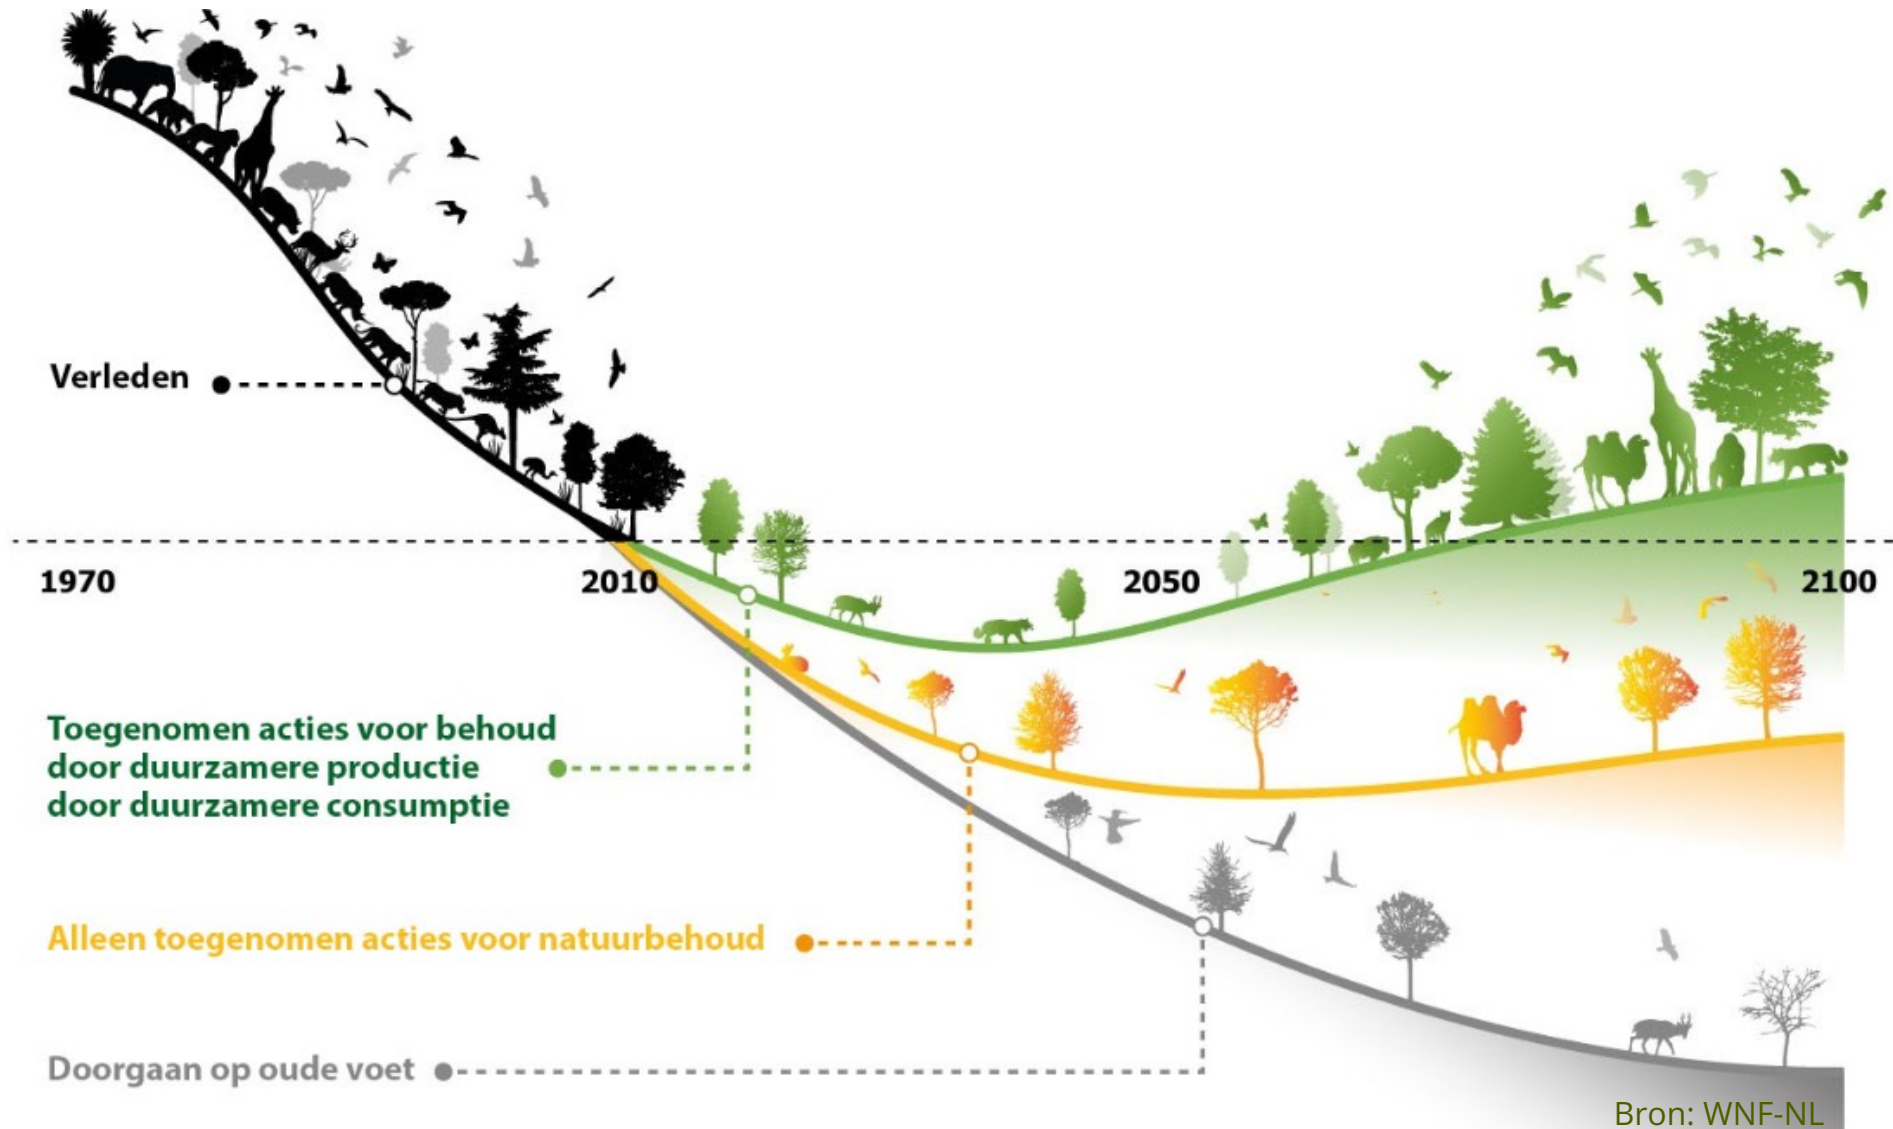 Verleden
1970
2010
2050
2100
Toegenomen acties voor behoud
door duurzamere productie
door duurzamere consumptie
Alleen toegenomen acties voor natuurbehoud
Doorgaan op oude voet
Bron: WNF-NL